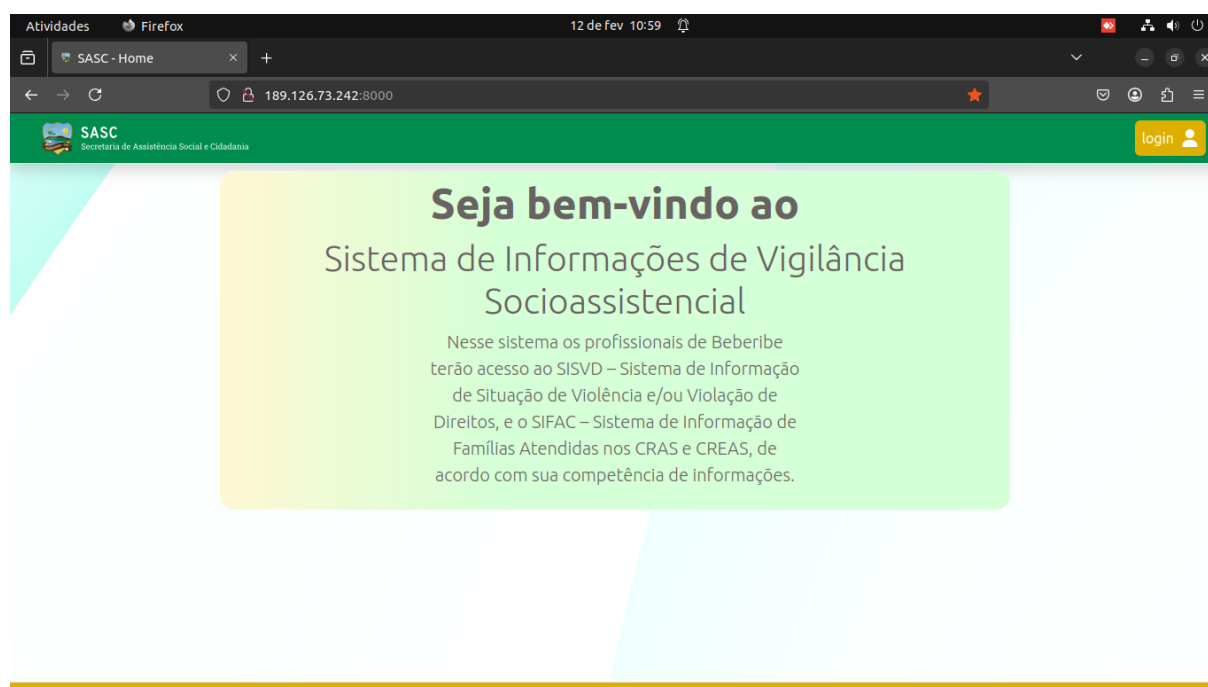 Atividades Firefox 12 de fev 10:59
SASC - Home
189.126.73.242:8000
SASC
Secretaria de Assistência Social e Cidadania
login
Seja bem-vindo ao
Sistema de Informações de Vigilância
Socioassistencial
Nesse sistema os profissionais de Beberibe
terão acesso ao SISVD – Sistema de Informação
de Situação de Violência e/ou Violação de
Direitos, e o SIFAC – Sistema de Informação de
Famílias Atendidas nos CRAS e CREAS, de
acordo com sua competência de informações.